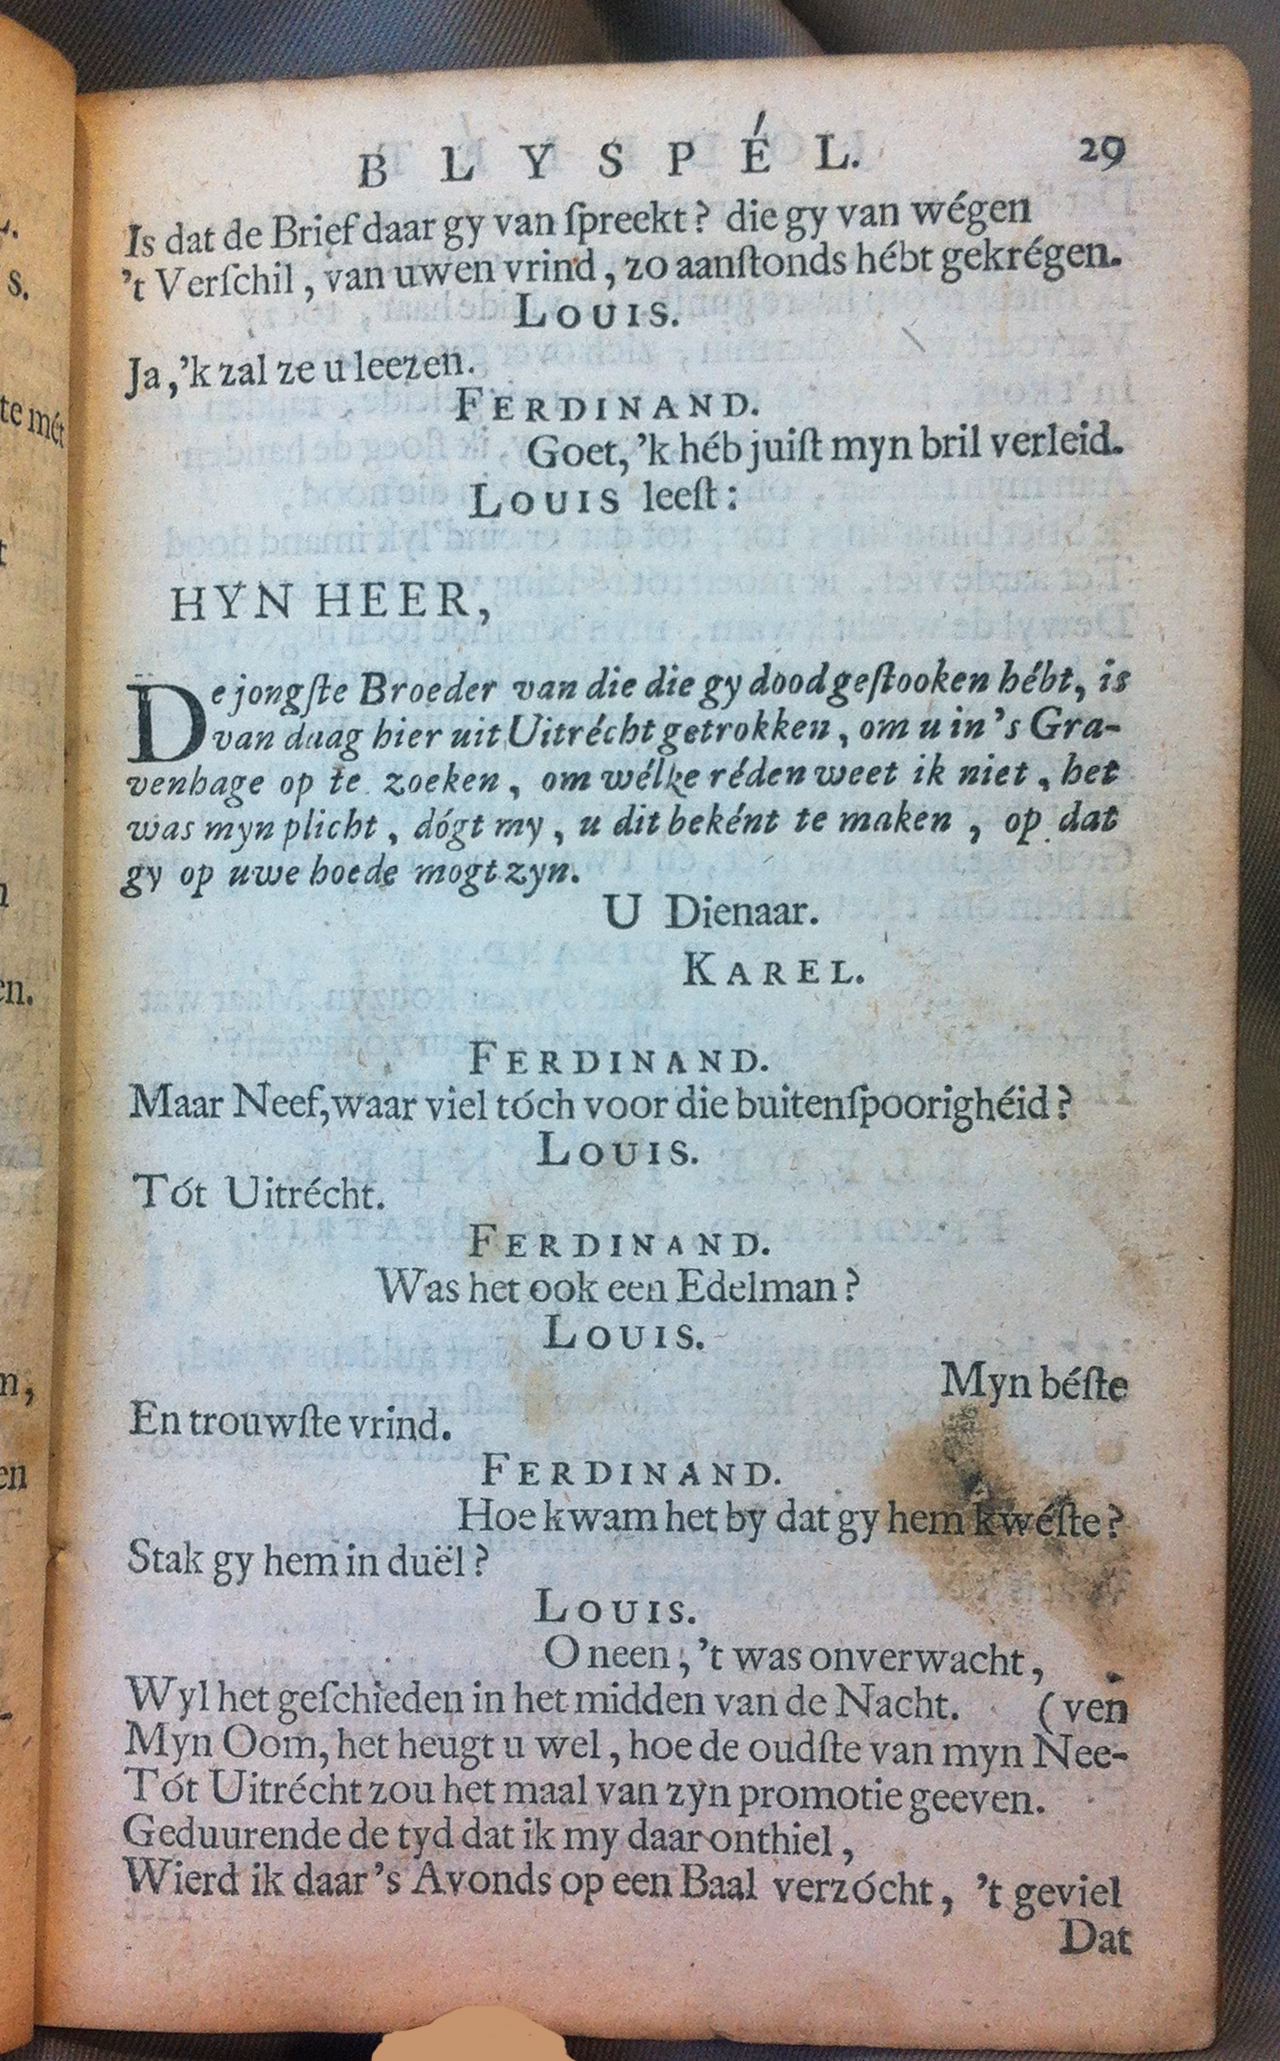 BLYSPÉL. 29
Is dat de Brief daar gy van ſpreekt? die gy van wégen
't Verſchil, van uwen vrind, zo aanſtonds hébt gekrégen.
LOUIS.
Ja, 'k zal ze u leezen.
FERDINAND.
Goet, 'k héb juiſt myn bril verleid.
LOUIS leeſt:
HYN HEER,
De jongſte Broeder van die die gy doodgeſtooken hébt, is
van daag hier uit Uitrécht getrokken, om u in 's Gra-
venhage op te zoeken, om wélke réden weet ik niet, het
was myn plicht, dógt my, u dit beként te maken, op dat
gy op uwe hoede mogt zyn.
U Dienaar.
KAREL.
FERDINAND.
Maar Neef, waar viel tóch voor die buitenſpoorighéid?
LOUIS.
Tót Uitrécht.
FERDINAND.
Was het ook een Edelman?
LOUIS.
Myn béſte
En trouwſte vrind.
FERDINAND.
Hoe kwam het by dat gy hem kwéſte?
Stak gy hem in duël?
LOUIS.
O neen, 't was onverwacht,
Wyl het geſchieden in het midden van de Nacht. (ven
Myn Oom, het heugt u wel, hoe de oudſte van myn Nee-
Tót Uitrécht zou het maal van zyn promotie geeven.
Geduurende de tyd dat ik my daar onthiel,
Wierd ik daar 's Avonds op een Baal verzócht, 't geviel
Dat